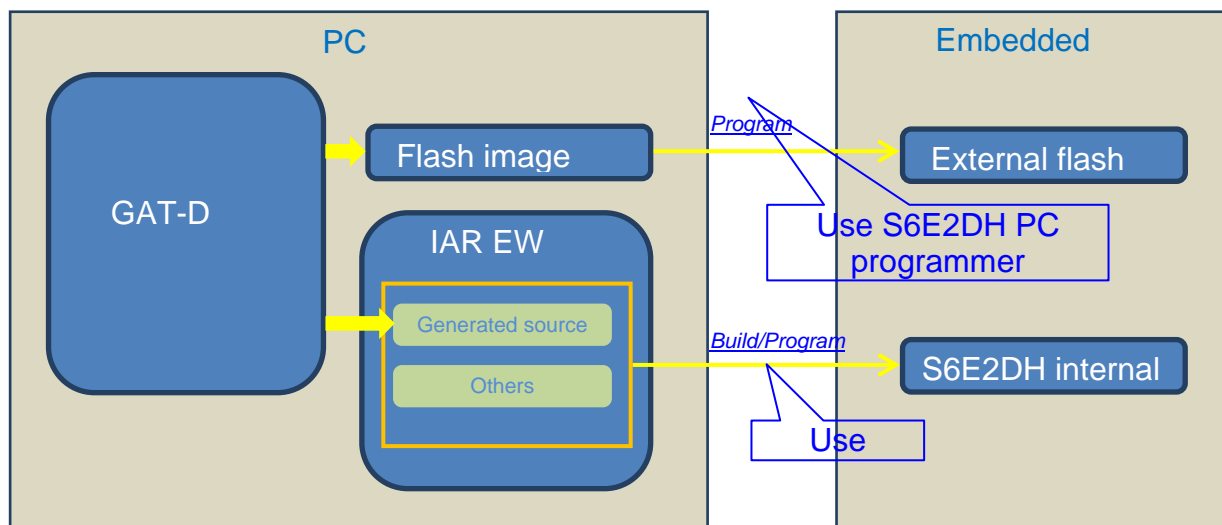 PC
Embedded
GAT-D
Flash image
Program
External flash
Use S6E2DH PC
programmer
IAR EW
Generated source
Others
Build/Program
S6E2DH internal
Use